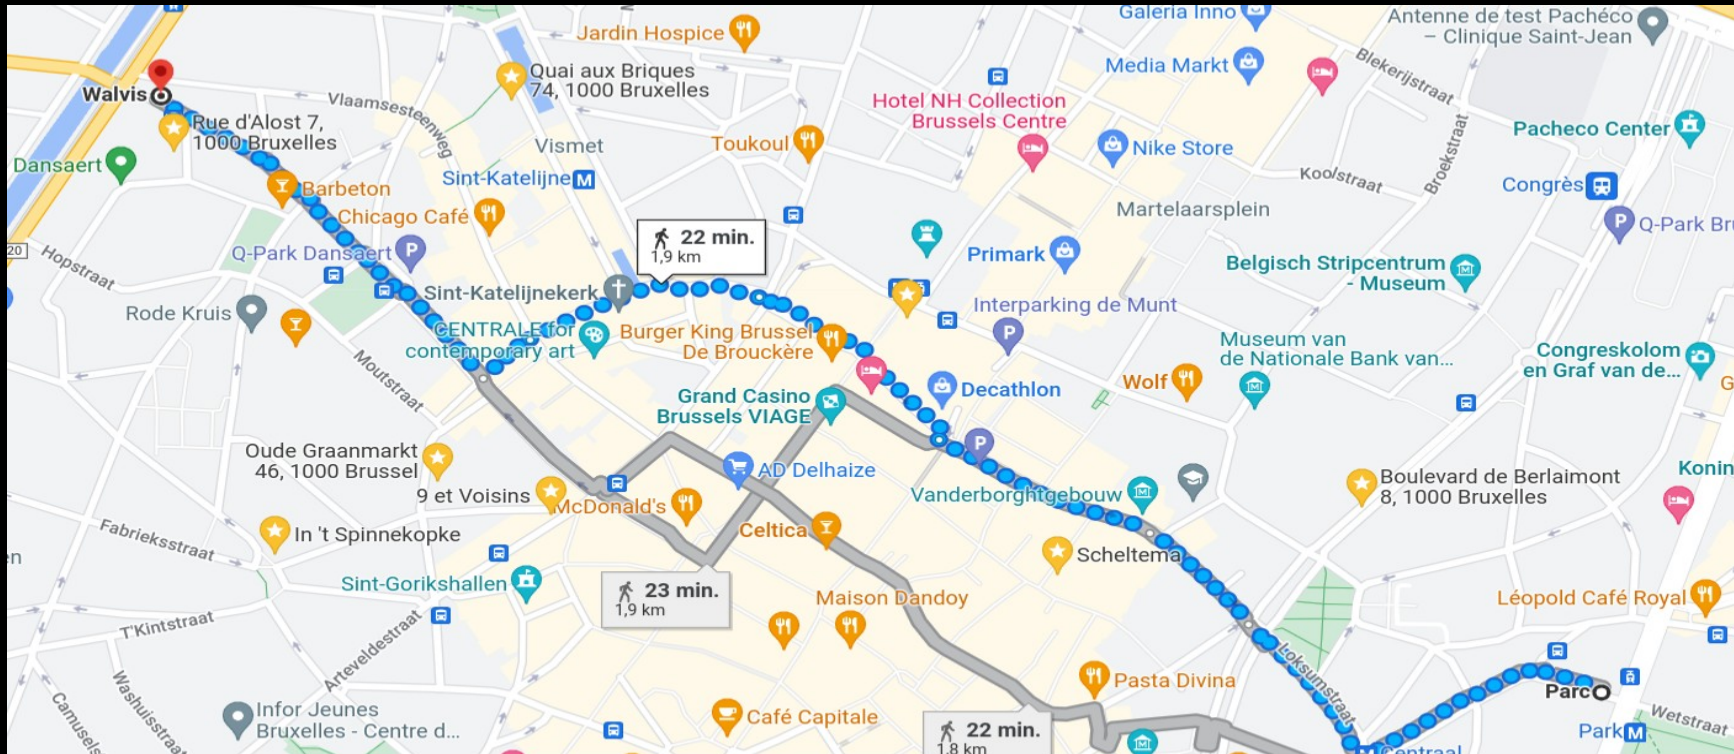 Galeria Inno
Antenne de test Pachéco
– Clinique Saint-Jean
Jardin Hospice
Media Markt
Blekerijstraat
Quai aux Briques
74, 1000 Bruxelles
Walvis
Vlaamsesteenweg
Hotel NH Collection
Brussels Centre
Pacheco Center
Rue d'Alost 7,
1000 Bruxelles
Vismet
Toukoul
Nike Store
Broekstraat
Dansaert
Sint-Katelijne M
Koolstraat
Congrès
Barbeton
Chicago Café
Martelaarsplein
P
Q-Park Bru
20
Hopstraat
Q-Park Dansaert P
22 min.
1,9 km
Primark
Belgisch Stripcentrum
- Museum
Sint-Katelijnekerk
Rode Kruis
Interparking de Munt
P
CENTRALE for
contemporary art
Burger King Brussel
De Brouckère
Museum van
de Nationale Bank van...
Congreskolom
en Graf van de...
Moutstraat
Wolf
G
Grand Casino
Brussels VIAGE
Decathlon
Oude Graanmarkt
46, 1000 Brussel
P
AD Delhaize
Konin
9 et Voisins
McDonald's
Vanderborghtgebouw
Boulevard de Berlaimont
8, 1000 Bruxelles
Fabrieksstraat
In 't Spinnekopke
Celtica
en
Scheltema
Sint-Gorikshallen
23 min.
1,9 km
Maison Dandoy
Léopold Café Royal
T'Kintstraat
Arteveldestraat
Loksumstraat
Washuisstraat
Pasta Divina
Parc
Camusels
Infor Jeunes
Bruxelles - Centre d...
Café Capitale
22 min.
1,8 km
Park M
Wetstraat
M Centraal